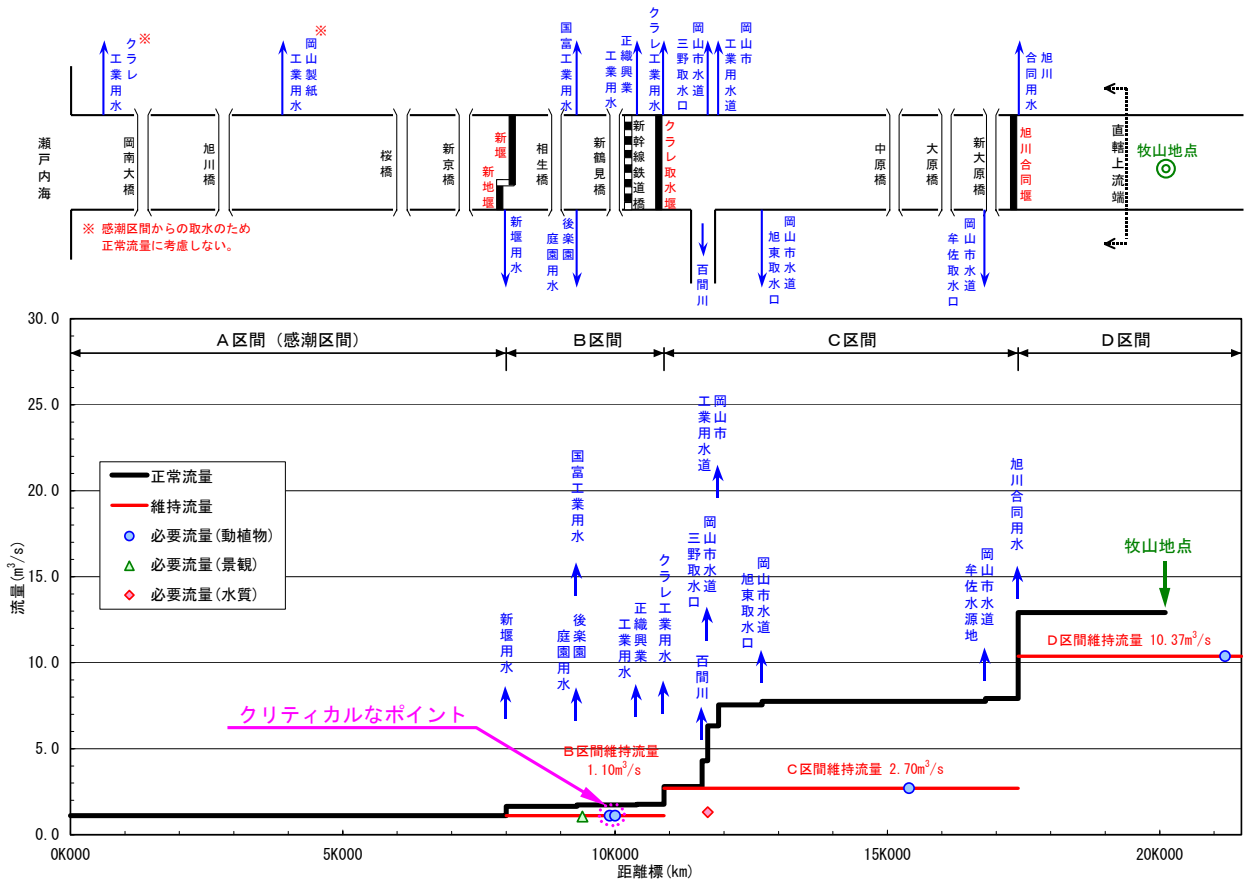 クラレ
工業用水
※
岡山製紙
工業用水
※
国富工業用水
正織興業
工業用水
クラレ工業用水
岡山市水道
三野取水口
岡山市
工業用水道
旭川
合同用水
瀬戸内海
岡南大橋
旭川橋
桜橋
新京橋
新堰
新地堰
相生橋
新鶴見橋
新幹線鉄道橋
クラレ取水堰
中原橋
大原橋
新大原橋
旭川合同堰
直轄上流端
牧山地点
※ 感潮区間からの取水のため
正常流量に考慮しない。
新堰用水
後楽園
庭園用水
百間川
岡山市水道
旭東取水口
岡山市水道
牟佐取水口
流量(m³/s)
30.0
25.0
20.0
15.0
10.0
5.0
0.0
A区間(感潮区間)
B区間
C区間
D区間
正常流量
維持流量
必要流量(動植物)
必要流量(景観)
必要流量(水質)
新堰用水
国富工業用水
後楽園
庭園用水
正織興業
工業用水
クラレ工業用水
岡山市水道
三野取水口
百間川
岡山市
工業用水道
岡山市水道
旭東取水口
岡山市水道
牟佐水源地
旭川合同用水
牧山地点
クリティカルなポイント
B区間維持流量
1.10m³/s
C区間維持流量 2.70m³/s
D区間維持流量 10.37m³/s
0K000
5K000
10K000
15K000
20K000
距離標(km)